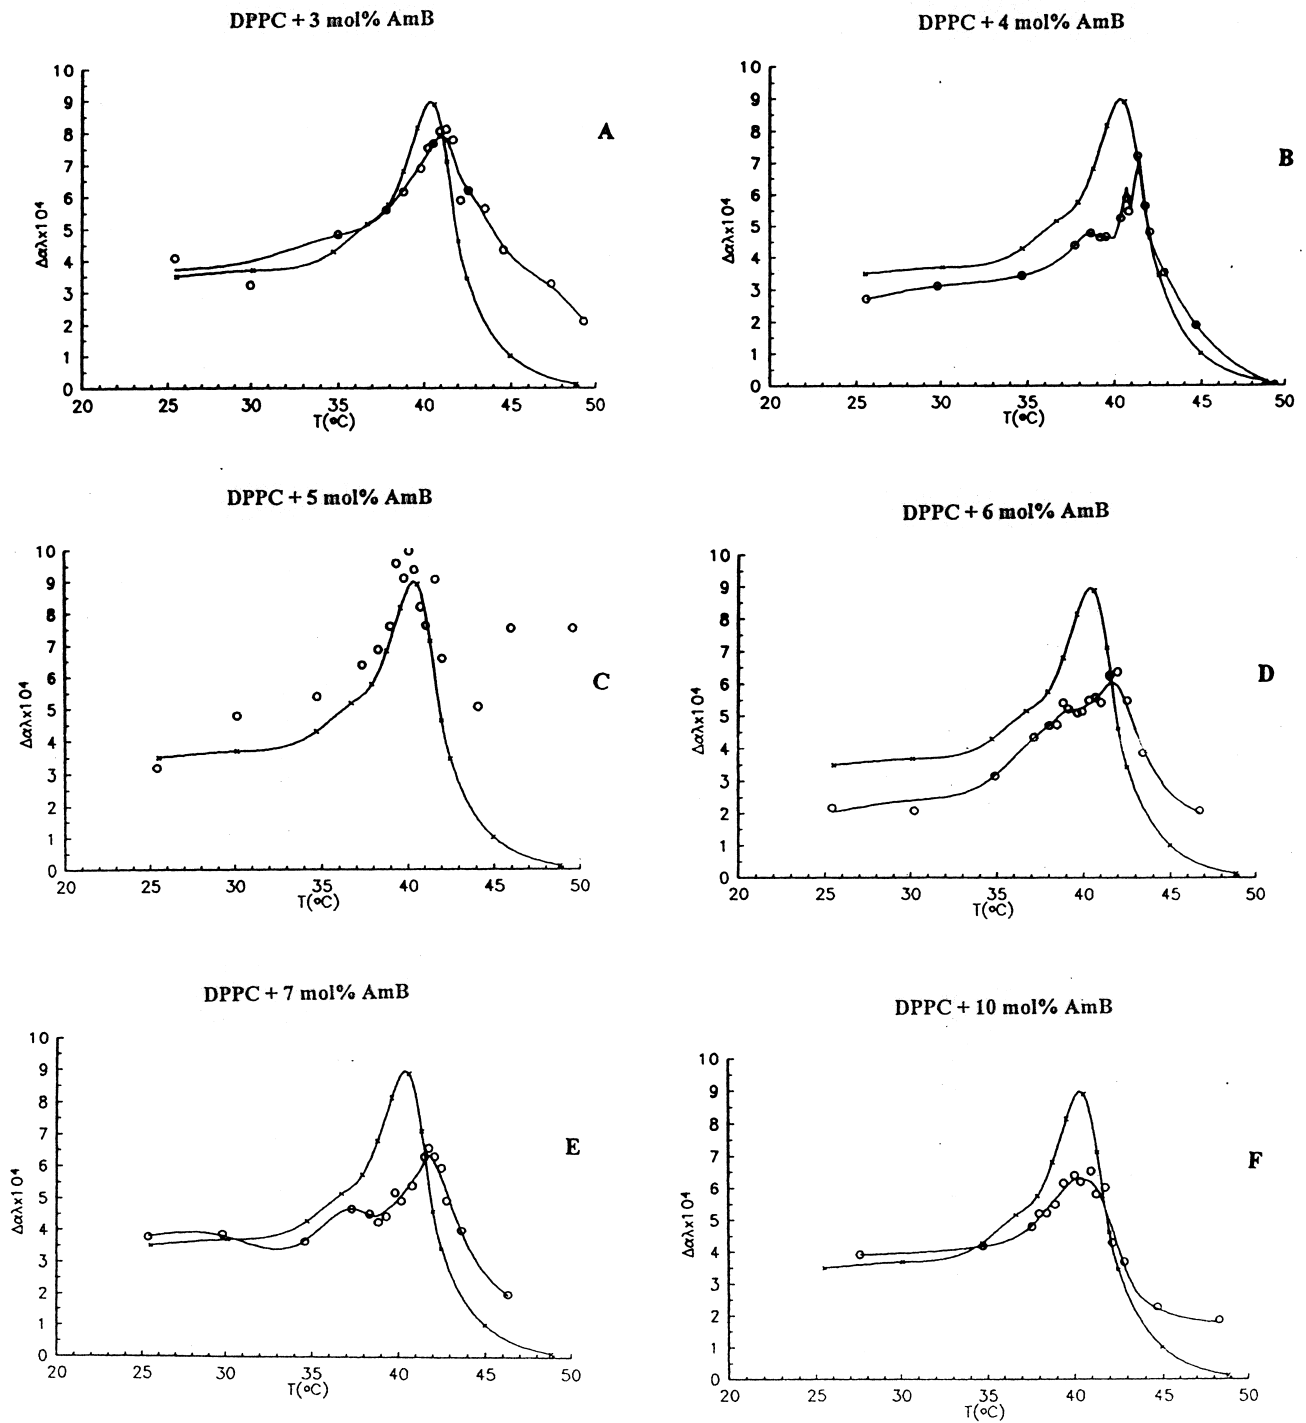 DPPC + 3 mol% AmB
10
9
8
7
6
5
4
3
2
1
0
Δαλx10⁴
20 25 30 35 40 45 50
T(°C)
A
DPPC + 4 mol% AmB
10
9
8
7
6
5
4
3
2
1
0
Δαλx10⁴
20 25 30 35 40 45 50
T(°C)
B
DPPC + 5 mol% AmB
10
9
8
7
6
5
4
3
2
1
0
Δαλx10⁴
20 25 30 35 40 45 50
T(°C)
C
DPPC + 6 mol% AmB
10
9
8
7
6
5
4
3
2
1
0
Δαλx10⁴
20 25 30 35 40 45 50
T(°C)
D
DPPC + 7 mol% AmB
10
9
8
7
6
5
4
3
2
1
0
Δαλx10⁴
20 25 30 35 40 45 50
T(°C)
E
DPPC + 10 mol% AmB
10
9
8
7
6
5
4
3
2
1
0
Δαλx10⁴
20 25 30 35 40 45 50
T(°C)
F